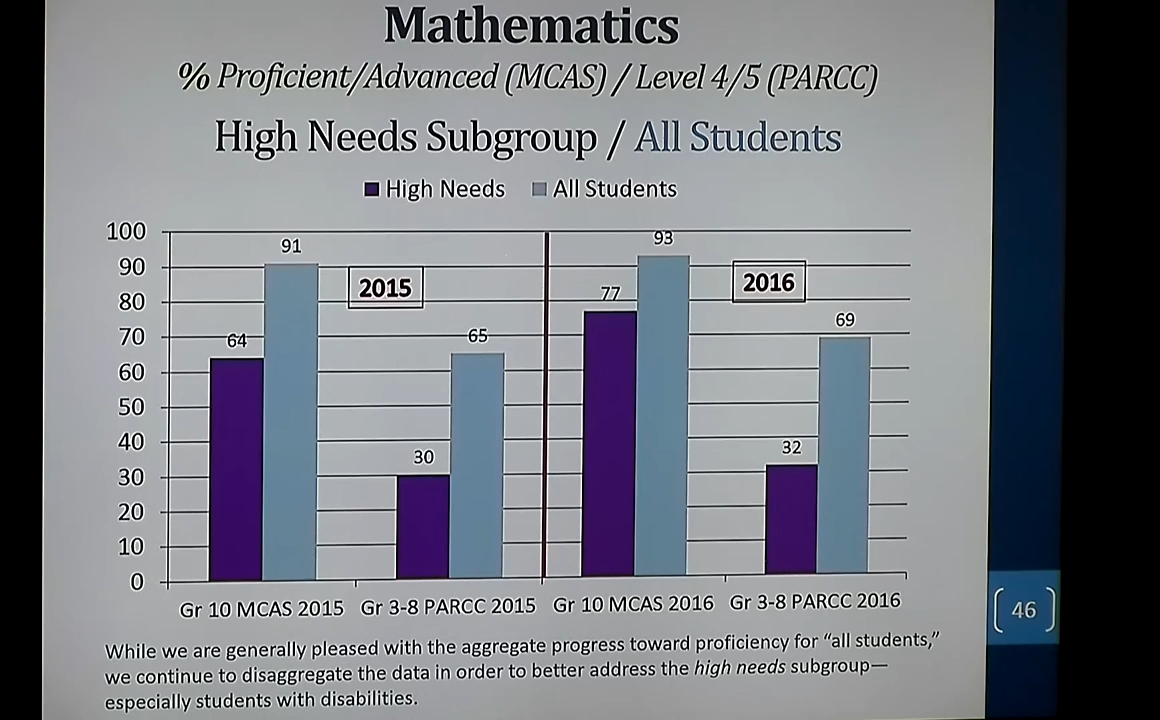 Mathematics
% Proficient/Advanced (MCAS) / Level 4/5 (PARCC)
High Needs Subgroup / All Students
High Needs All Students
100
90
80
70
60
50
40
30
20
10
0
64
91
2015
30
65
77
93
2016
32
69
Gr 10 MCAS 2015 Gr 3-8 PARCC 2015 Gr 10 MCAS 2016 Gr 3-8 PARCC 2016
While we are generally pleased with the aggregate progress toward proficiency for “all students,”
we continue to disaggregate the data in order to better address the high needs subgroup—
especially students with disabilities.
46